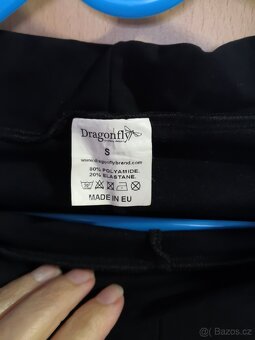 Dragonfly
S
www.dragonflybrand.com
80% POLYAMIDE
20% ELASTANE
MADE IN EU
Bazos.cz